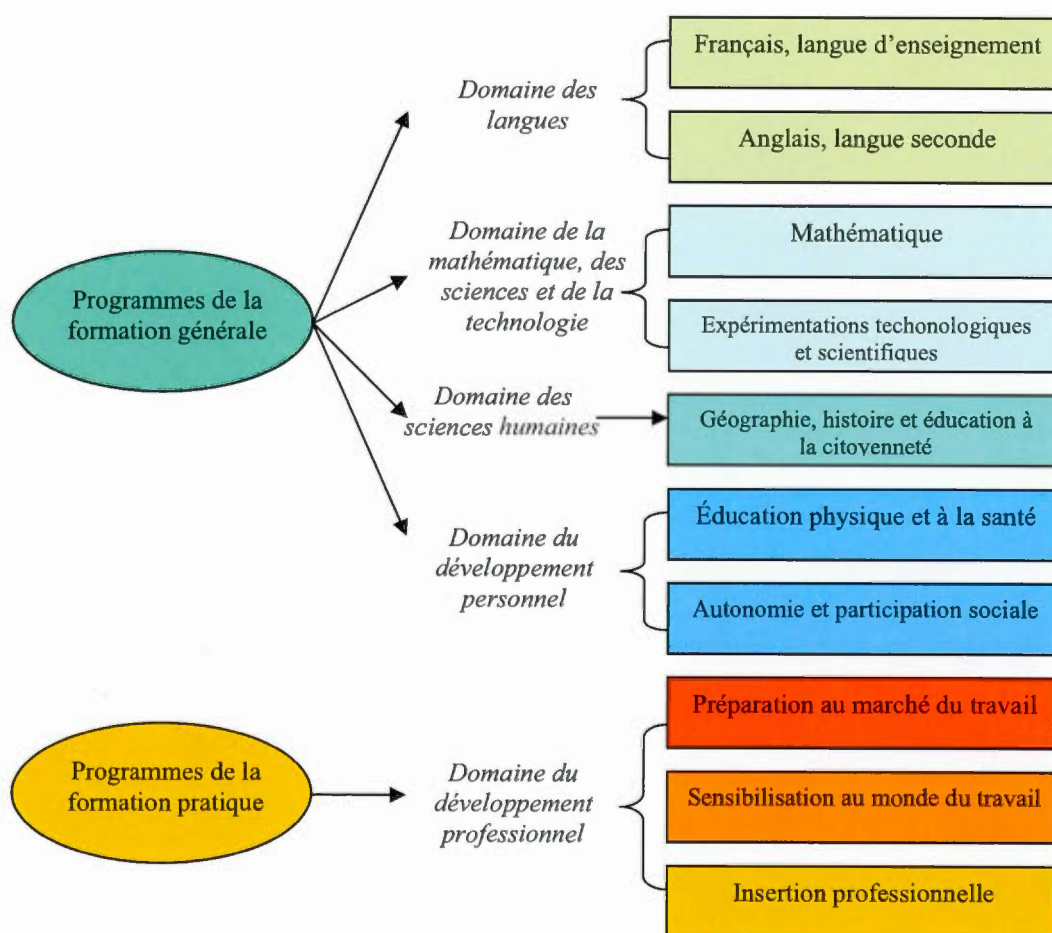 Programmes de la
formation générale
Domaine des
langues
Français, langue d'enseignement
Anglais, langue seconde
Domaine de la
mathématique, des
sciences et de la
technologie
Mathématique
Expérimentations techonologiques
et scientifiques
Domaine des
sciences humaines
Géographie, histoire et éducation à
la citoyenneté
Domaine du
développement
personnel
Éducation physique et à la santé
Autonomie et participation sociale
Programmes de la
formation pratique
Domaine du
développement
professionnel
Préparation au marché du travail
Sensibilisation au monde du travail
Insertion professionnelle